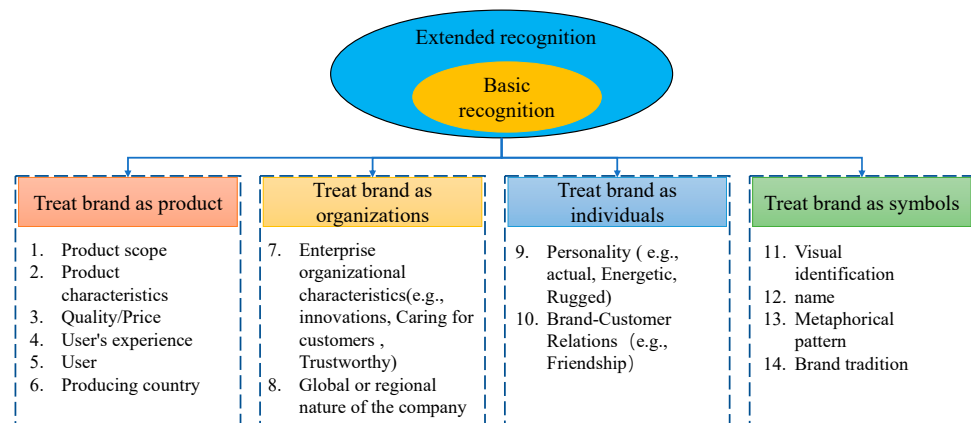 Extended recognition
Basic
recognition
Treat brand as product
1. Product scope
2. Product
characteristics
3. Quality/Price
4. User's experience
5. User
6. Producing country
Treat brand as
organizations
7. Enterprise
organizational
characteristics(e.g.,
innovations, Caring for
customers ,
Trustworthy)
8. Global or regional
nature of the company
Treat brand as
individuals
9. Personality ( e.g.,
actual, Energetic,
Rugged)
10. Brand-Customer
Relations（e.g.,
Friendship）
Treat brand as symbols
11. Visual
identification
12. name
13. Metaphorical
pattern
14. Brand tradition